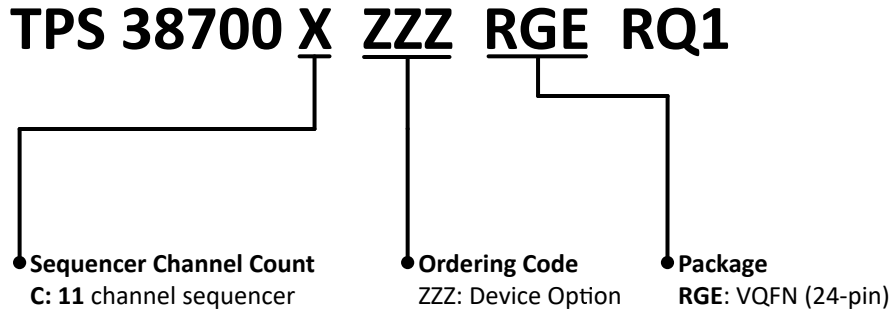 TPS 38700 X ZZZ RGE RQ1
Sequencer Channel Count
C: 11 channel sequencer
Ordering Code
ZZZ: Device Option
Package
RGE: VQFN (24-pin)